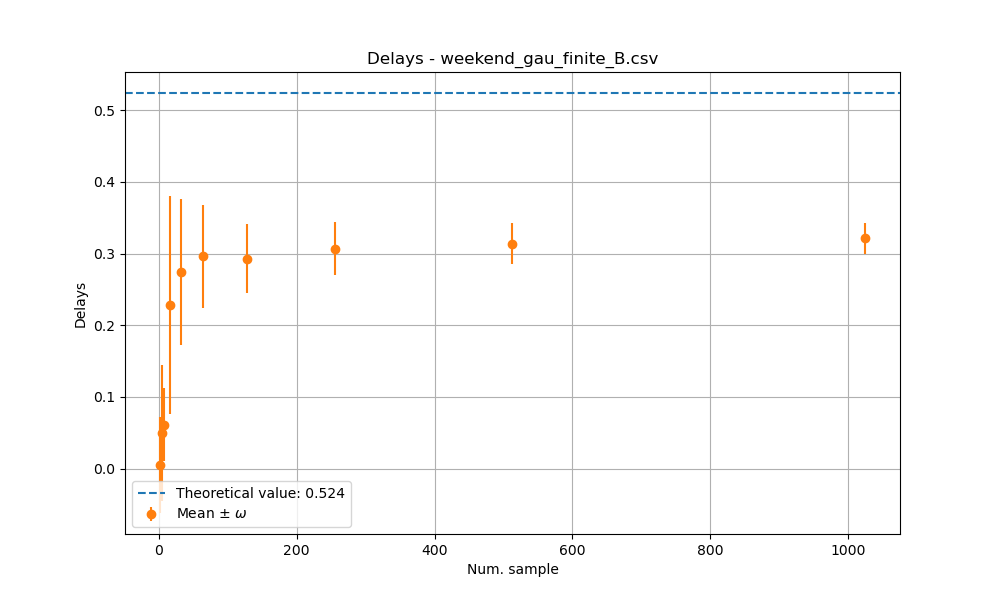 Delays - weekend_gau_finite_B.csv
Delays
0.5
0.4
0.3
0.2
0.1
0.0
Theoretical value: 0.524
Mean ± ω
0 200 400 600 800 1000
Num. sample